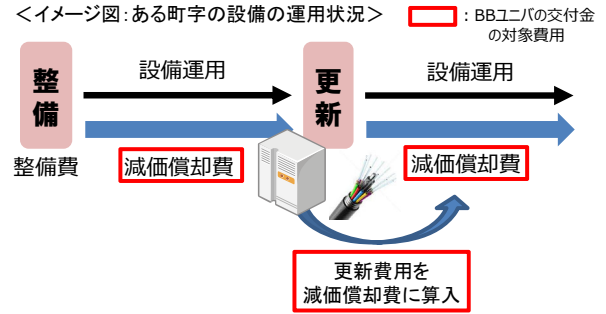 ＜イメージ図：ある町字の設備の運用状況＞
：BBユニバの交付金
の対象費用
整備
設備運用
更新
設備運用
整備費
減価償却費
減価償却費
更新費用を
減価償却費に算入